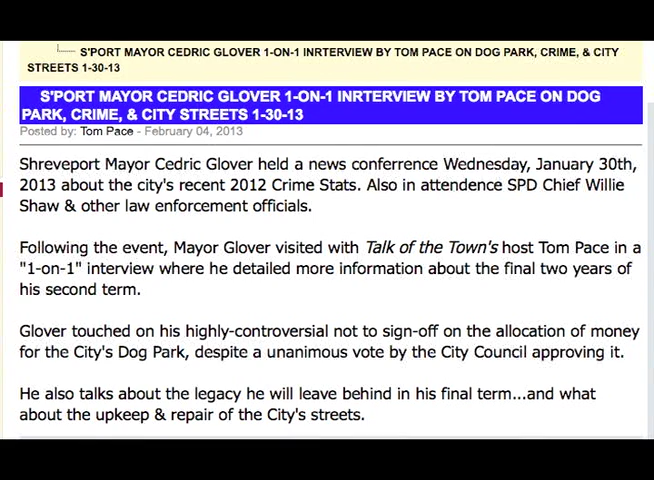 S'PORT MAYOR CEDRIC GLOVER 1-ON-1 INRTERVIEW BY TOM PACE ON DOG PARK, CRIME, & CITY
STREETS 1-30-13
S'PORT MAYOR CEDRIC GLOVER 1-ON-1 INRTERVIEW BY TOM PACE ON DOG
PARK, CRIME, & CITY STREETS 1-30-13
Posted by: Tom Pace - February 04, 2013
Shreveport Mayor Cedric Glover held a news conference Wednesday, January 30th,
2013 about the city's recent 2012 Crime Stats. Also in attendence SPD Chief Willie
Shaw & other law enforcement officials.
Following the event, Mayor Glover visited with Talk of the Town's host Tom Pace in a
"1-on-1" interview where he detailed more information about the final two years of
his second term.
Glover touched on his highly-controversial not to sign-off on the allocation of money
for the City's Dog Park, despite a unanimous vote by the City Council approving it.
He also talks about the legacy he will leave behind in his final term...and what
about the upkeep & repair of the City's streets.